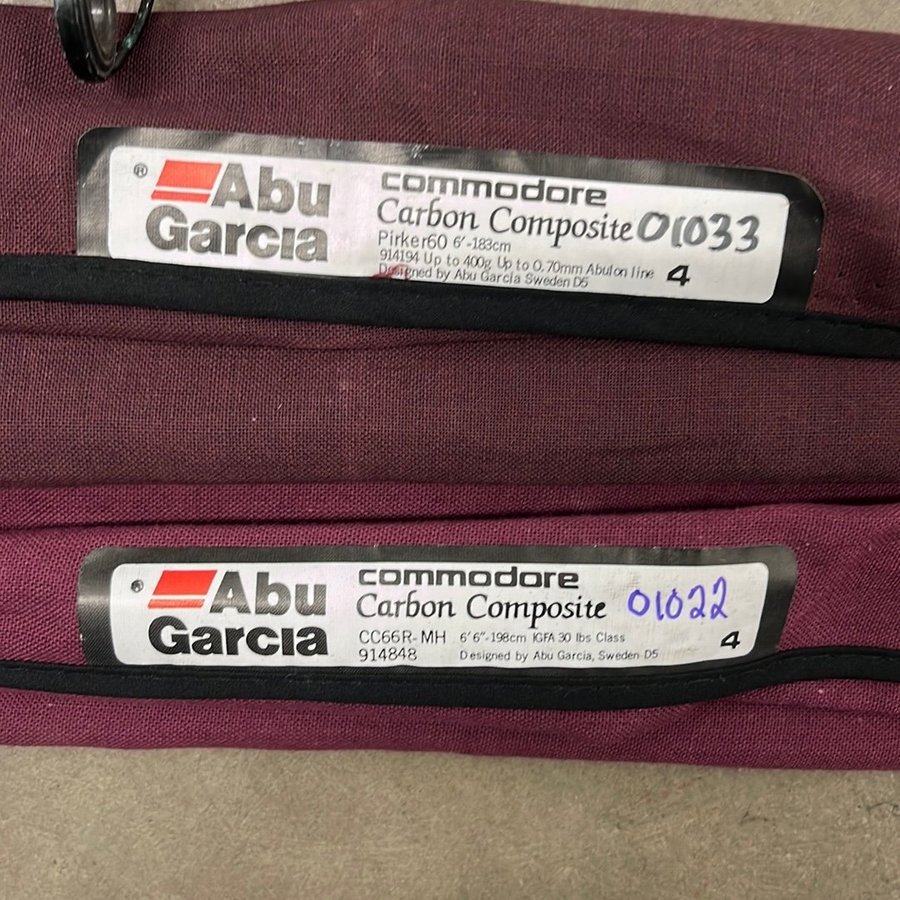 ® Abu
Garcia
commodore
Carbon Composite 01033
Pirker60 6'-183cm
914194 Up to 400g Up to 0,70mm Abulon line 4
Designed by Abu Garcia Sweden D5
® Abu
Garcia
commodore
Carbon Composite 01022
CC66R-MH 6'6"-198cm IGFA 30 lbs Class
914848 Designed by Abu Garcia, Sweden D5 4